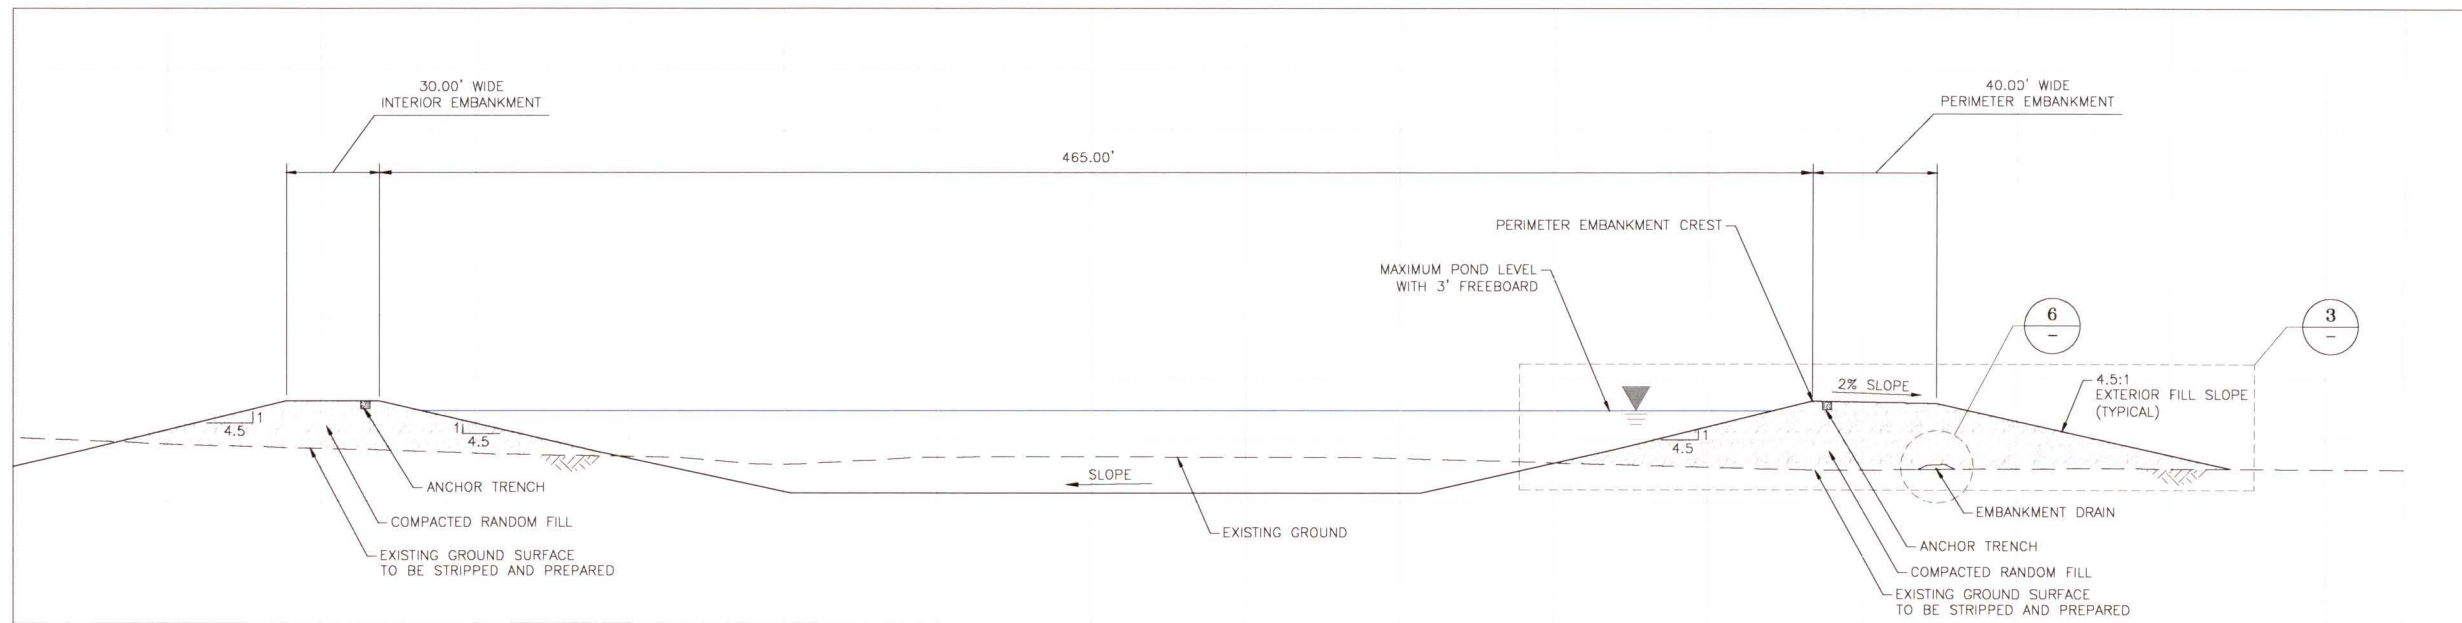 30.00' WIDE
INTERIOR EMBANKMENT
40.00' WIDE
PERIMETER EMBANKMENT
465.00'
PERIMETER EMBANKMENT CREST
MAXIMUM POND LEVEL
WITH 3' FREEBOARD
6
–
3
–
2% SLOPE
4.5:1
EXTERIOR FILL SLOPE
(TYPICAL)
1
4.5
1
4.5
1
4.5
SLOPE
ANCHOR TRENCH
COMPACTED RANDOM FILL
EXISTING GROUND SURFACE
TO BE STRIPPED AND PREPARED
EXISTING GROUND
EMBANKMENT DRAIN
ANCHOR TRENCH
COMPACTED RANDOM FILL
EXISTING GROUND SURFACE
TO BE STRIPPED AND PREPARED